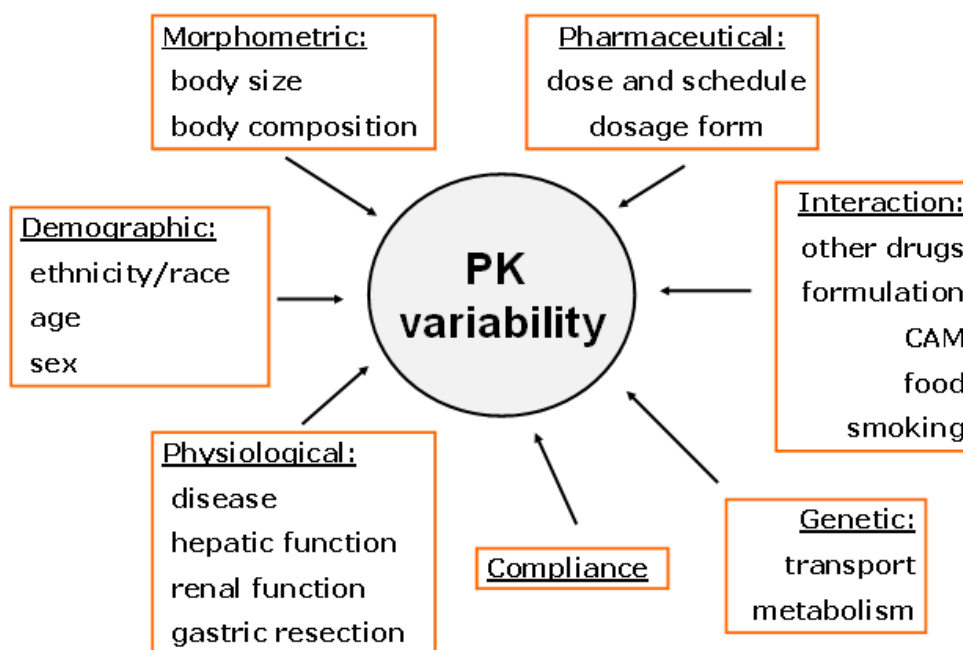 Morphometric:
body size
body composition
Pharmaceutical:
dose and schedule
dosage form
Demographic:
ethnicity/race
age
sex
PK
variability
Interaction:
other drugs
formulation
CAM
food
smoking
Physiological:
disease
hepatic function
renal function
gastric resection
Compliance
Genetic:
transport
metabolism